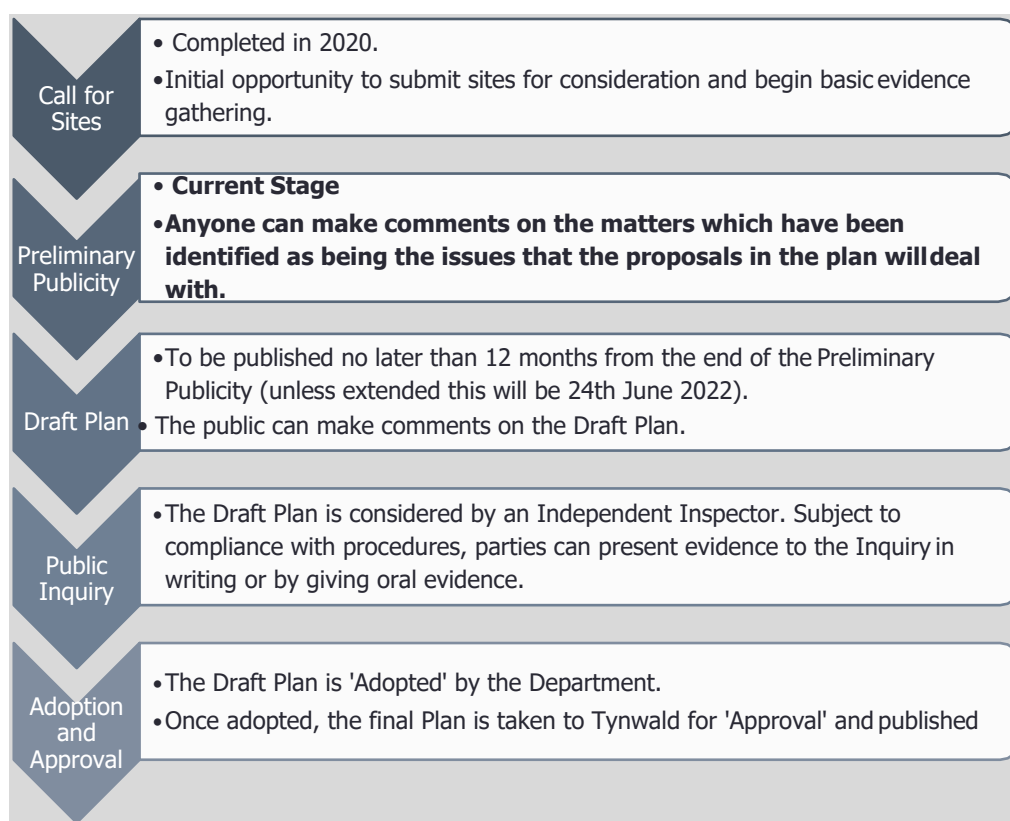 Call for
Sites
• Completed in 2020.
•Initial opportunity to submit sites for consideration and begin basic evidence
gathering.
Preliminary
Publicity
• Current Stage
•Anyone can make comments on the matters which have been
identified as being the issues that the proposals in the plan will deal
with.
Draft Plan
•To be published no later than 12 months from the end of the Preliminary
Publicity (unless extended this will be 24th June 2022).
• The public can make comments on the Draft Plan.
Public
Inquiry
•The Draft Plan is considered by an Independent Inspector. Subject to
compliance with procedures, parties can present evidence to the Inquiry in
writing or by giving oral evidence.
Adoption
and
Approval
•The Draft Plan is 'Adopted' by the Department.
•Once adopted, the final Plan is taken to Tynwald for 'Approval' and published